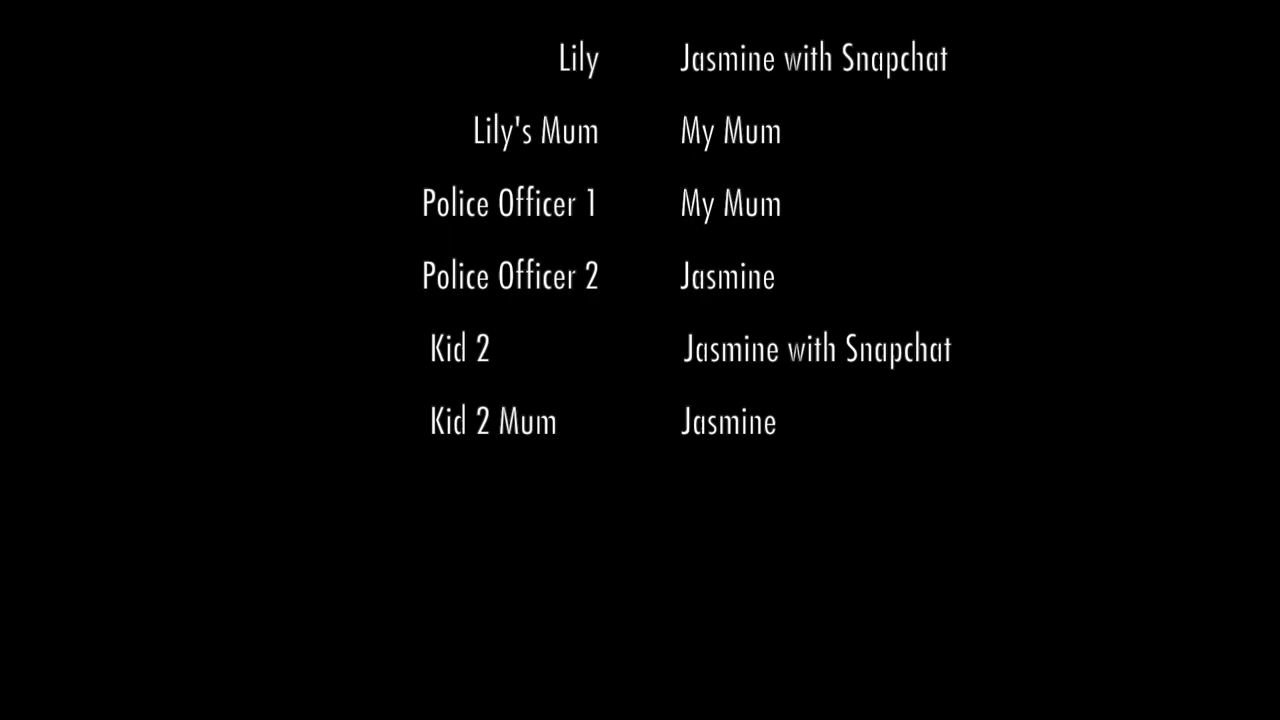 Lily Jasmine with Snapchat
Lily's Mum My Mum
Police Officer 1 My Mum
Police Officer 2 Jasmine
Kid 2 Jasmine with Snapchat
Kid 2 Mum Jasmine